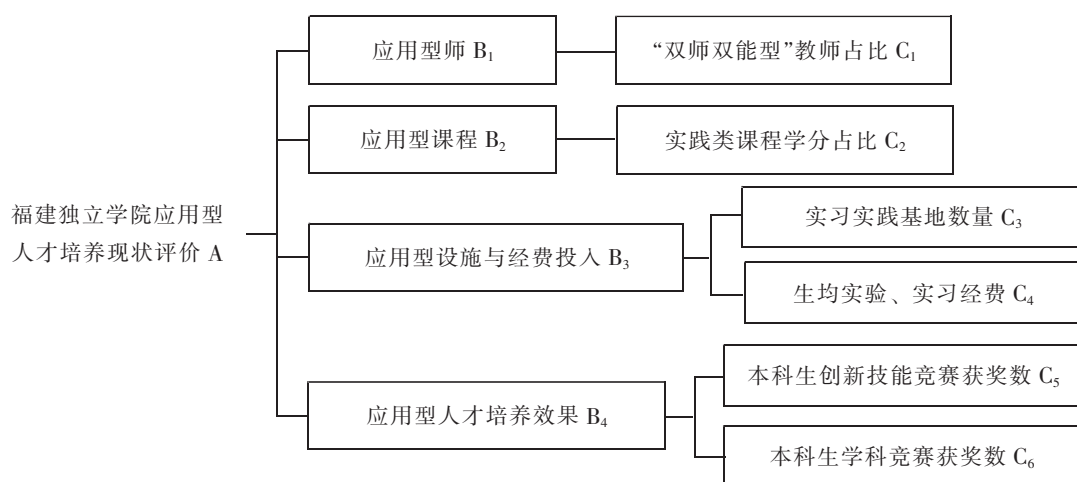 应用型师 B₁
“双师双能型”教师占比 C₁
应用型课程 B₂
实践类课程学分占比 C₂
福建独立学院应用型
人才培养现状评价 A
应用型设施与经费投入 B₃
实习实践基地数量 C₃
生均实验、实习经费 C₄
应用型人才培养效果 B₄
本科生创新技能竞赛获奖数 C₅
本科生学科竞赛获奖数 C₆